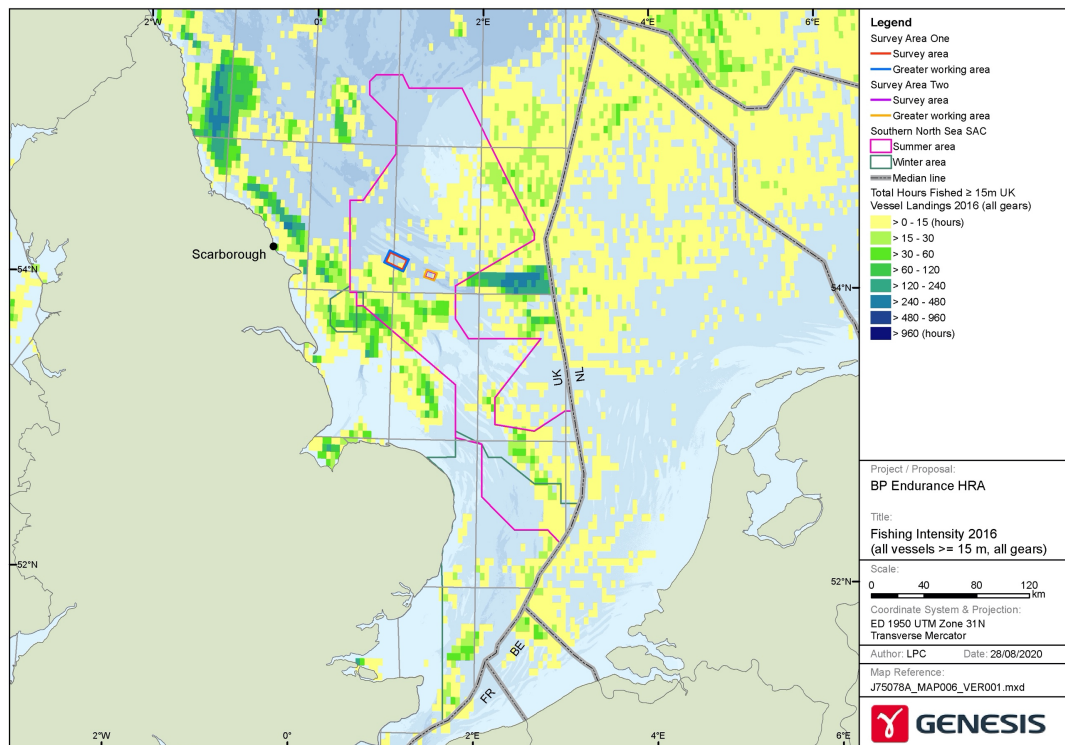 2°W
0°
2°E
4°E
6°E
Scarborough
54°N
54°N
UK
NL
52°N
52°N
BE
FR
2°W
0°
2°E
4°E
6°E
Legend
Survey Area One
Survey area
Greater working area
Survey Area Two
Survey area
Greater working area
Southern North Sea SAC
Summer area
Winter area
Median line
Total Hours Fished ≥ 15m UK
Vessel Landings 2016 (all gears)
> 0 - 15 (hours)
> 15 - 30
> 30 - 60
> 60 - 120
> 120 - 240
> 240 - 480
> 480 - 960
> 960 (hours)
Project / Proposal:
BP Endurance HRA
Title:
Fishing Intensity 2016
(all vessels >= 15 m, all gears)
Scale:
0 40 80 120
km
Coordinate System & Projection:
ED 1950 UTM Zone 31N
Transverse Mercator
Author: LPC Date: 28/08/2020
Map Reference:
J75078A_MAP006_VER001.mxd
GENESIS